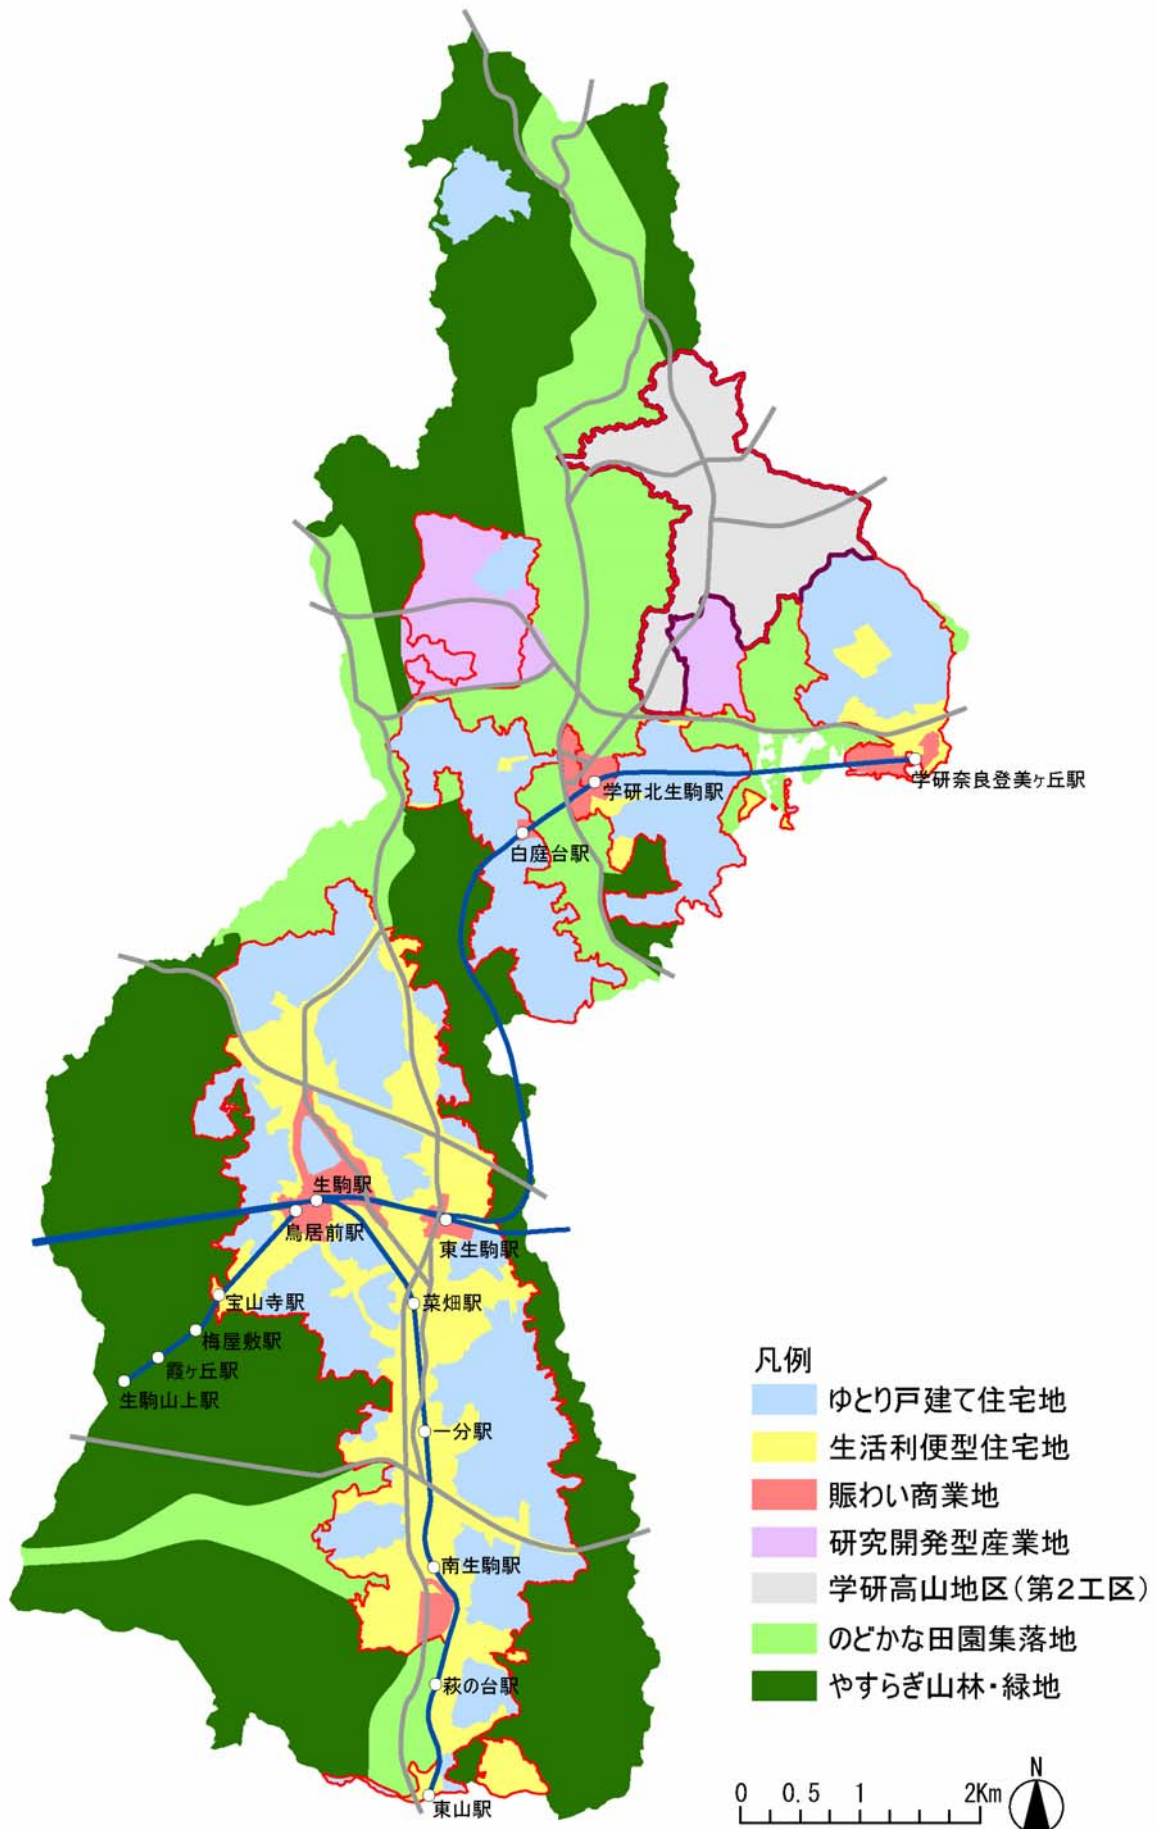 学研奈良登美ヶ丘駅
学研北生駒駅
白庭台駅
生駒駅
鳥居前駅
東生駒駅
宝山寺駅
菜畑駅
梅屋敷駅
霞ヶ丘駅
生駒山上駅
一分駅
南生駒駅
萩の台駅
東山駅
凡例
ゆとり戸建て住宅地
生活利便型住宅地
賑わい商業地
研究開発型産業地
学研高山地区(第2工区)
のどかな田園集落地
やすらぎ山林・緑地
0 0.5 1 2Km
N